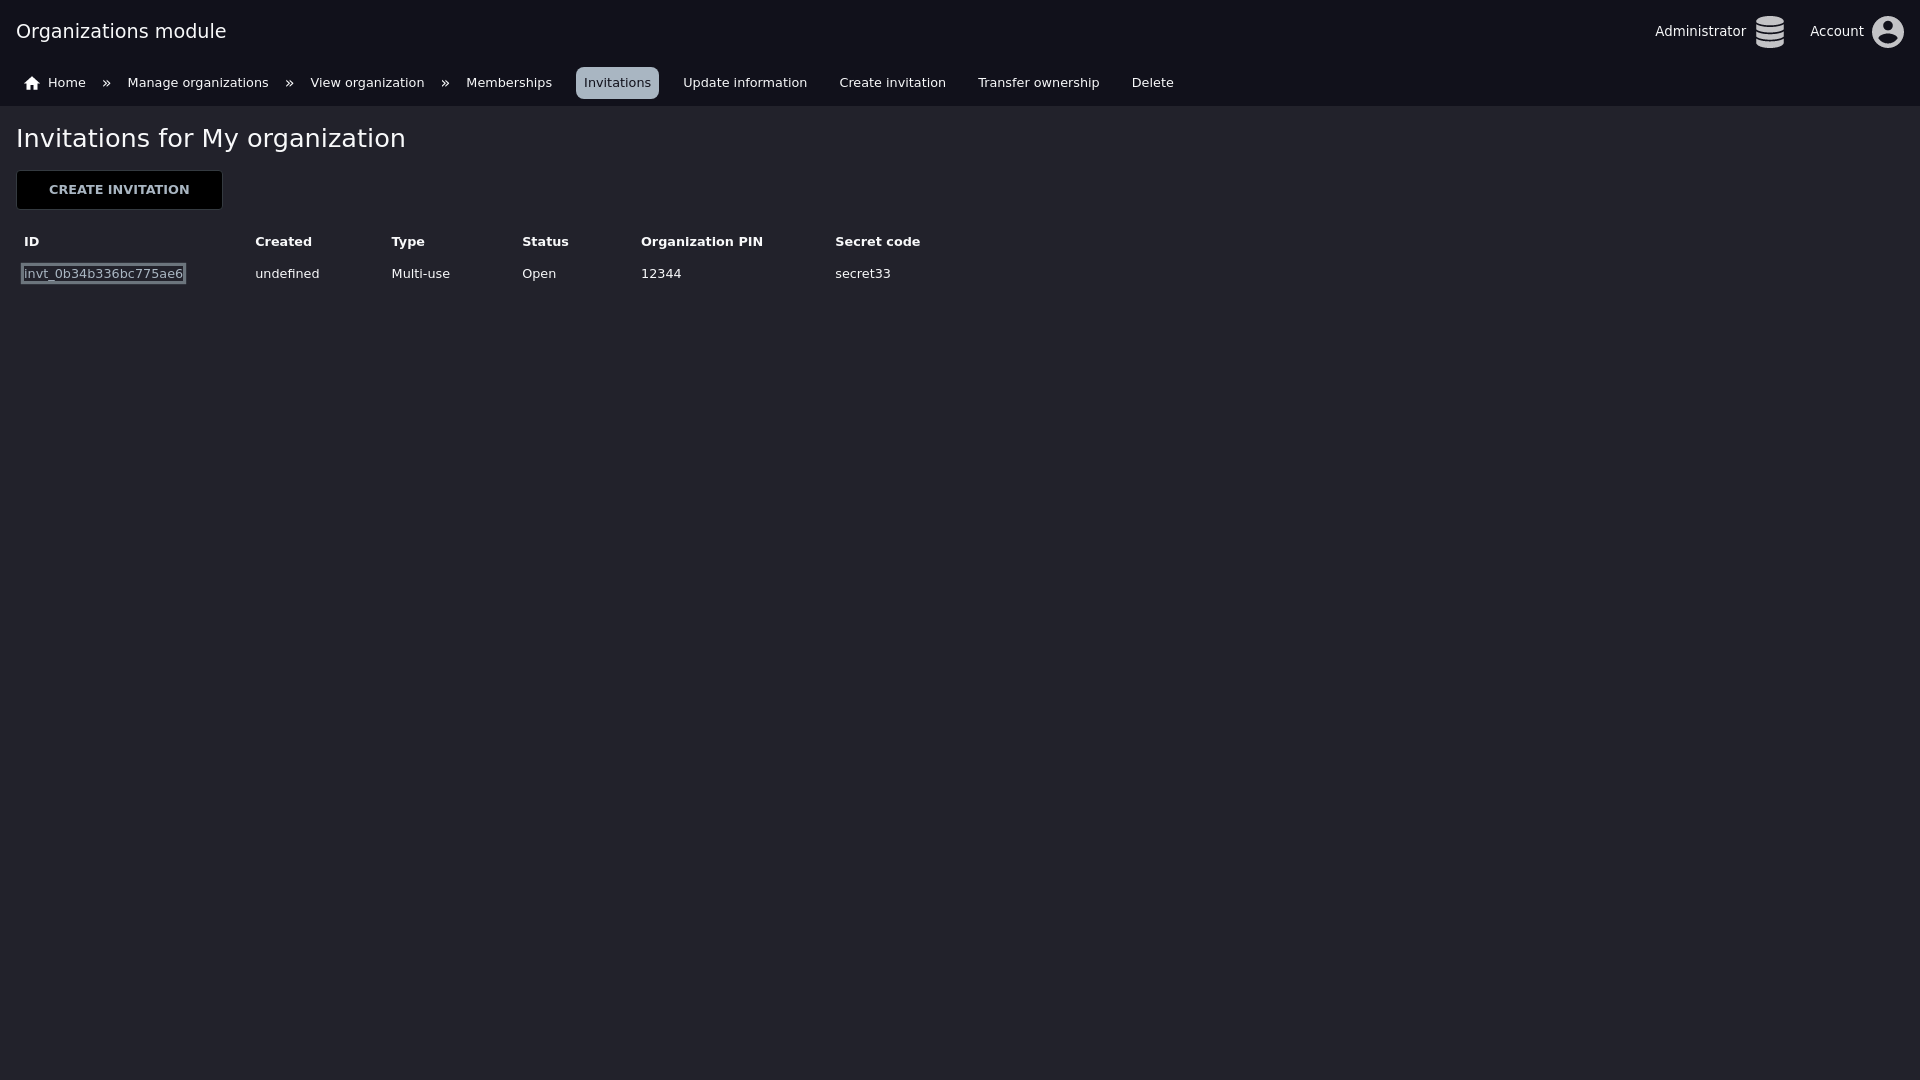 Organizations module
Administrator
Account
Home » Manage organizations » View organization » Memberships Invitations Update information Create invitation Transfer ownership Delete
Invitations for My organization
CREATE INVITATION
ID Created Type Status Organization PIN Secret code
invt_0b34b336bc775ae6 undefined Multi-use Open 12344 secret33